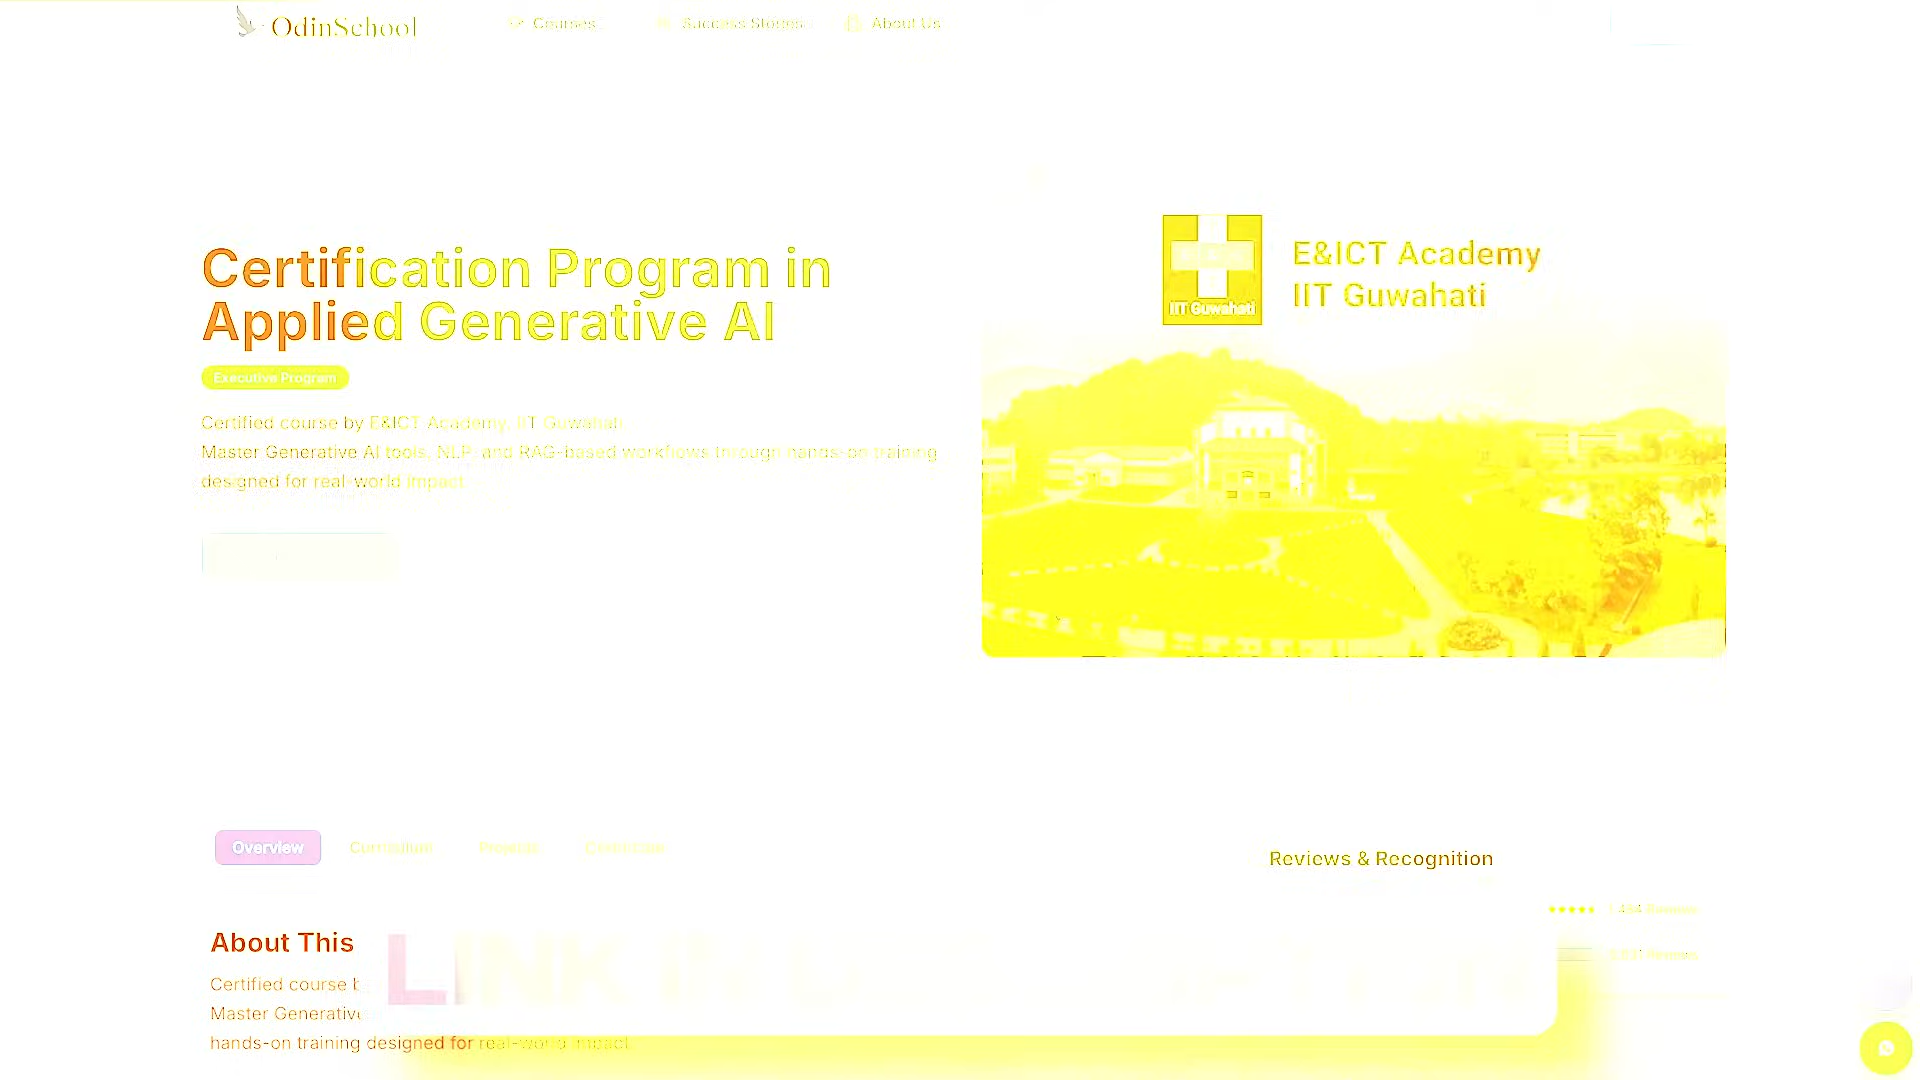 OdinSchool
Courses
Success Stories
About Us
Certification Program in
Applied Generative AI
Executive Program
Certified course by E&ICT Academy, IIT Guwahati.
Master Generative AI tools, NLP, and RAG-based workflows through hands-on training
designed for real-world impact.
IIT Guwahati
E&ICT Academy
IIT Guwahati
Overview
Curriculum
Projects
Certificate
Reviews & Recognition
Reviews
Reviews
About This
Certified course b
Master Generative
hands-on training designed for real-world impact.
LINK